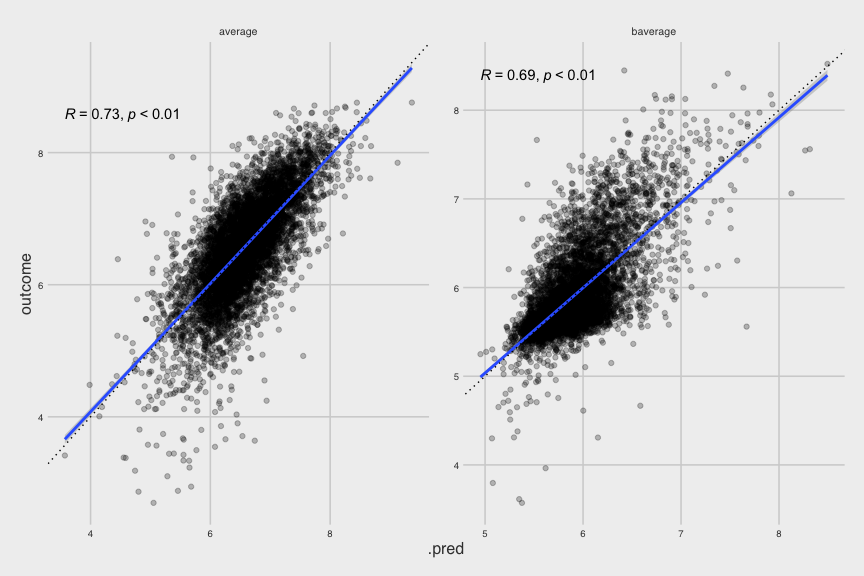 average
baverage
R = 0.73, p < 0.01
R = 0.69, p < 0.01
outcome
8
6
4
8
7
6
5
4
4
6
8
5
6
7
8
.pred